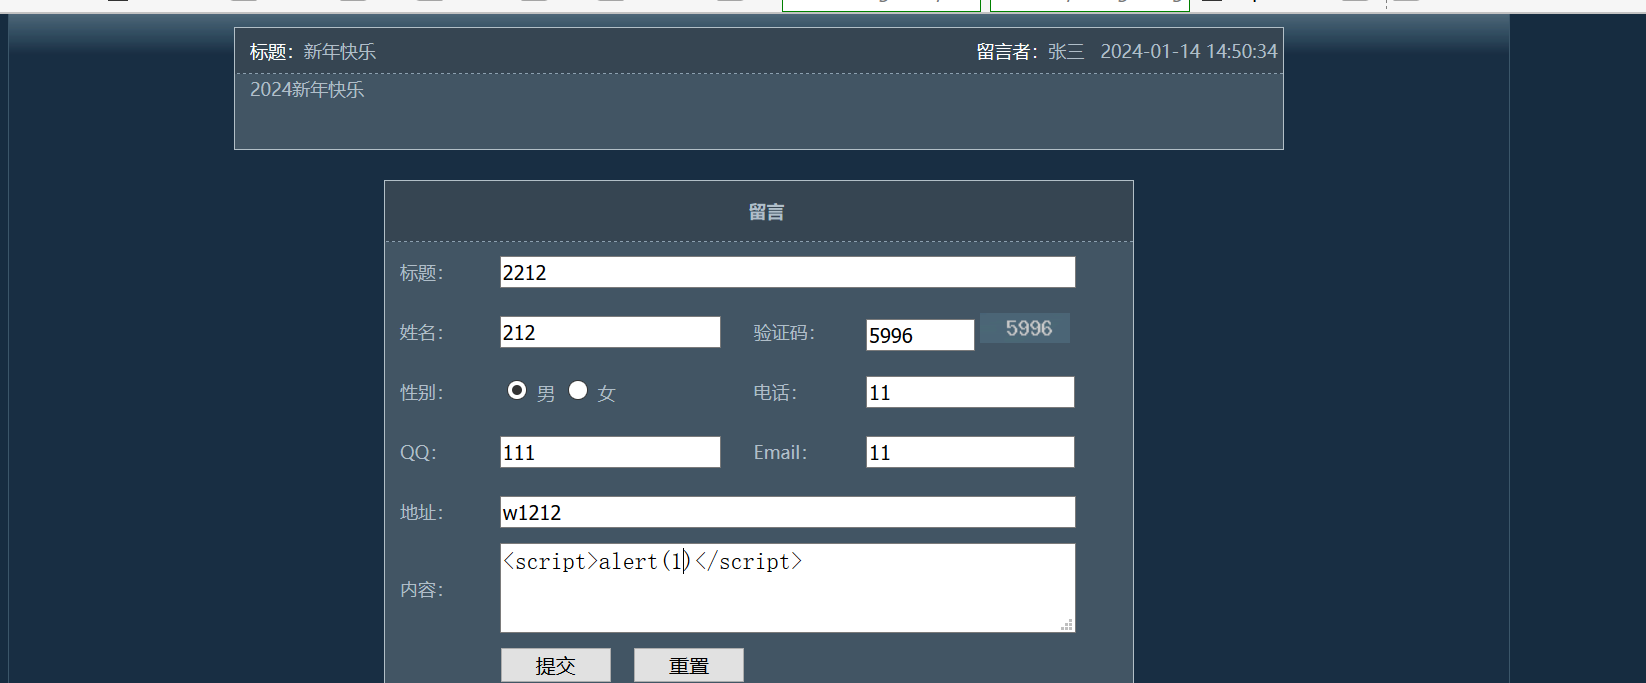 标题：新年快乐 留言者：张三 2024-01-14 14:50:34
2024新年快乐
留言
标题： 2212
姓名： 212 验证码： 5996 5996
性别： 男 女 电话： 11
QQ： 111 Email： 11
地址： w1212
内容： <script>alert(1)</script>
提交 重置